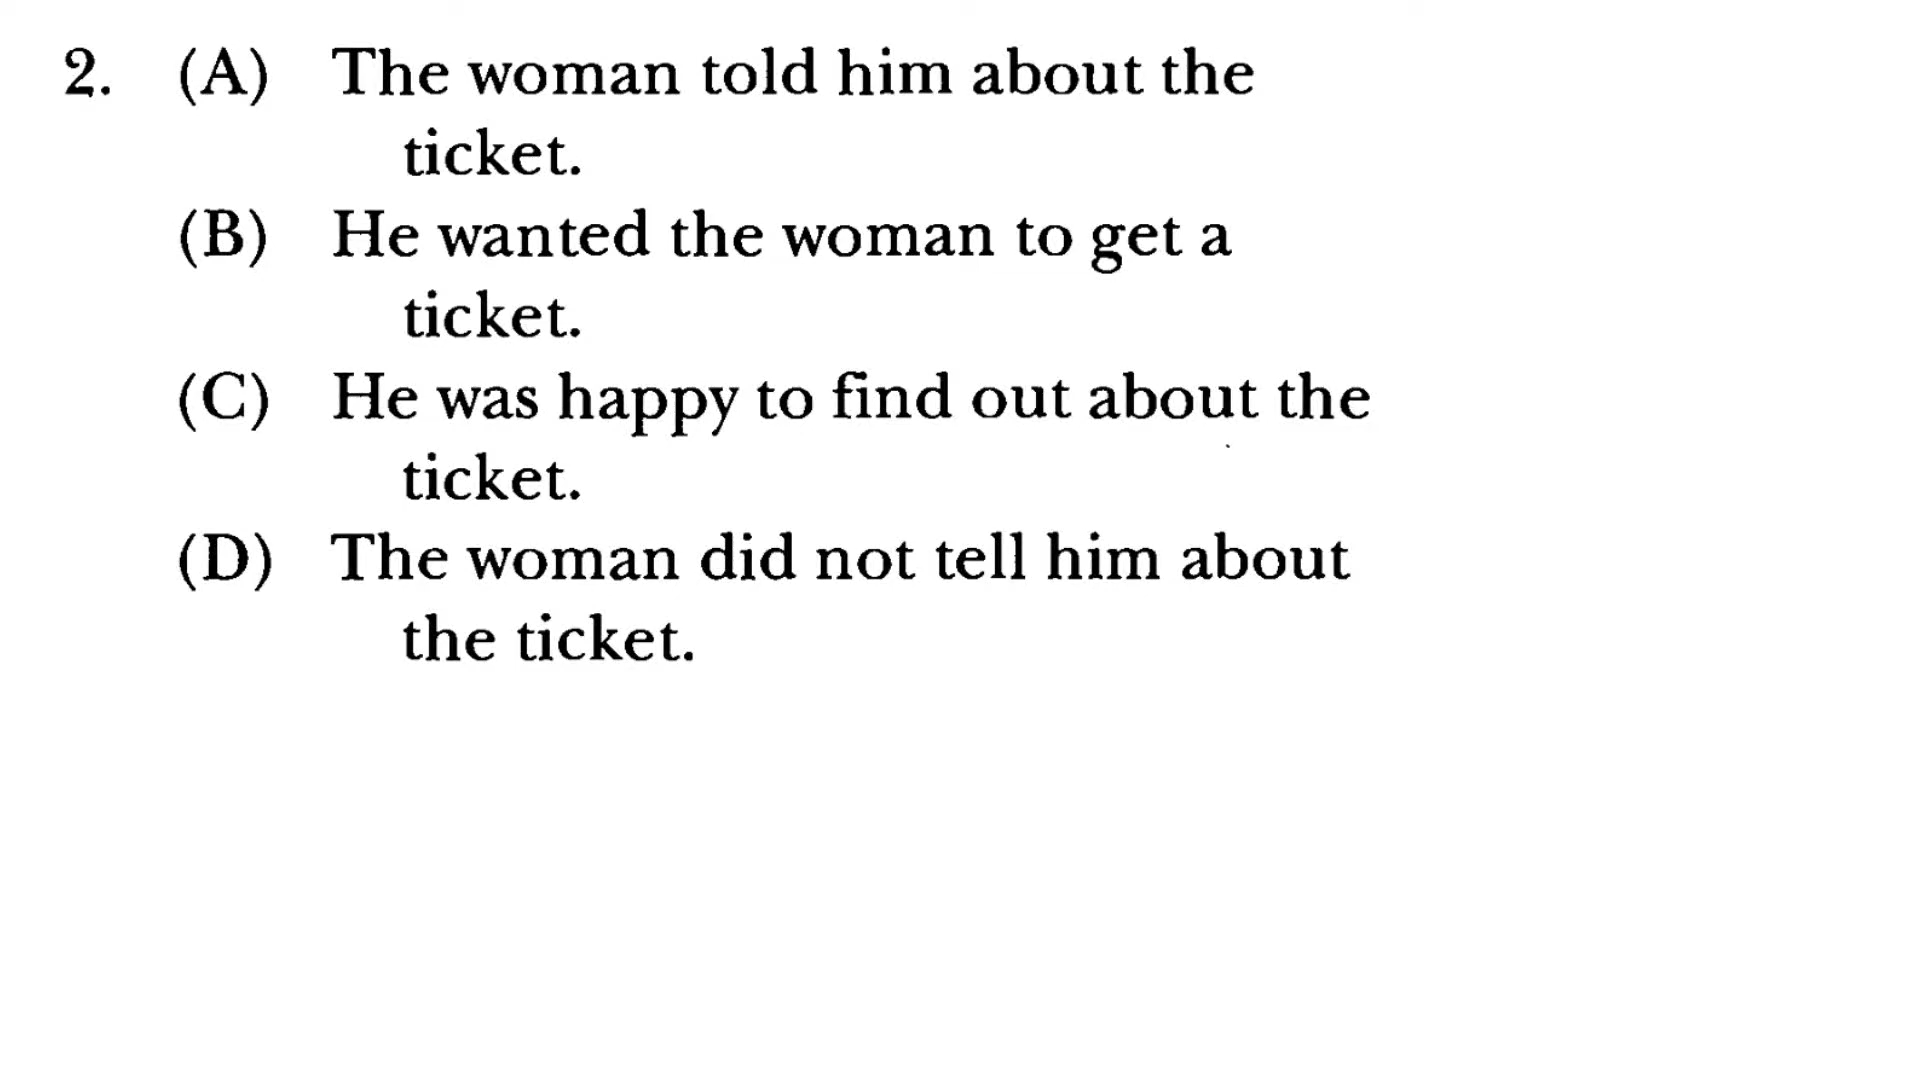 2. (A) The woman told him about the
ticket.
(B) He wanted the woman to get a
ticket.
(C) He was happy to find out about the
ticket.
(D) The woman did not tell him about
the ticket.